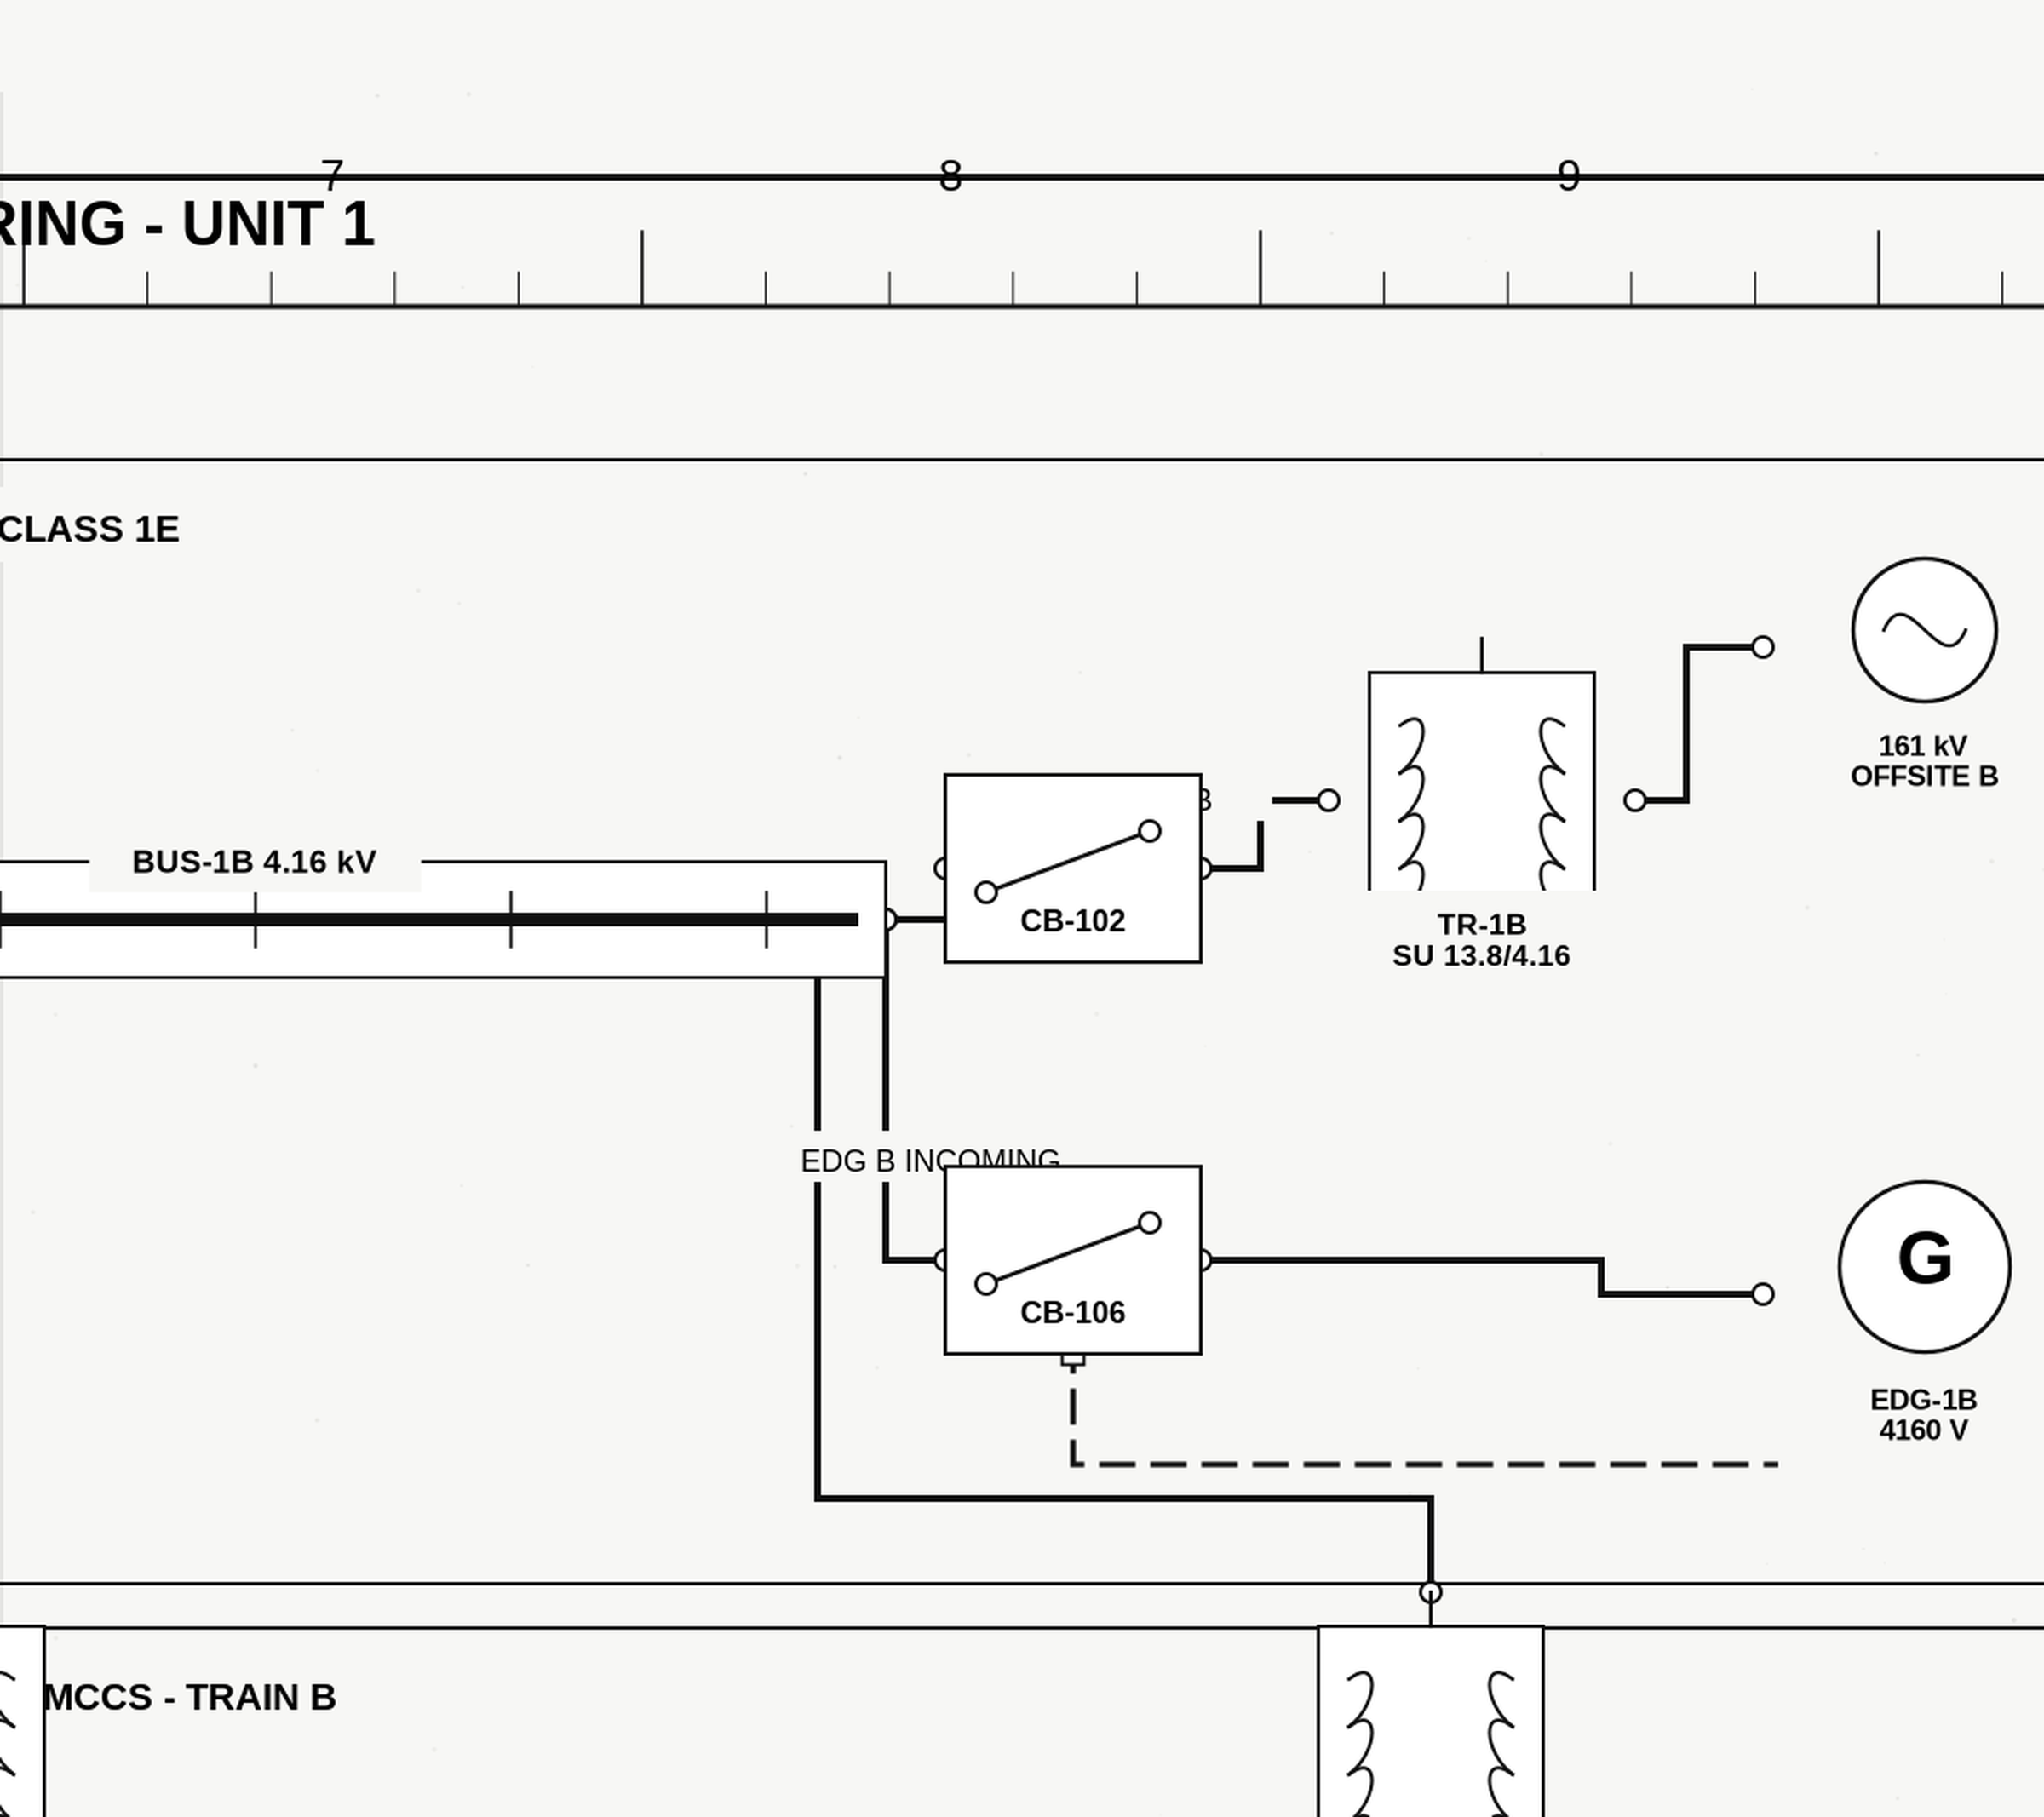 7 8 9
RING - UNIT 1
CLASS 1E
161 kV
OFFSITE B
BUS-1B 4.16 kV
CB-102
TR-1B
SU 13.8/4.16
EDG B INCOMING
CB-106
G
EDG-1B
4160 V
MCCS - TRAIN B